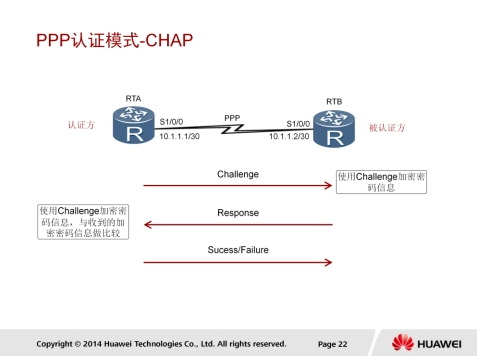 PPP认证模式-CHAP
RTA
RTB
认证方
S1/0/0
PPP
S1/0/0
被认证方
R
R
10.1.1.1/30
10.1.1.2/30
Challenge
使用Challenge加密密
码信息
使用Challenge加密密
码信息，与收到的加
密密码信息做比较
Response
Sucess/Failure
Copyright © 2014 Huawei Technologies Co., Ltd. All rights reserved.
Page 22
HUAWEI